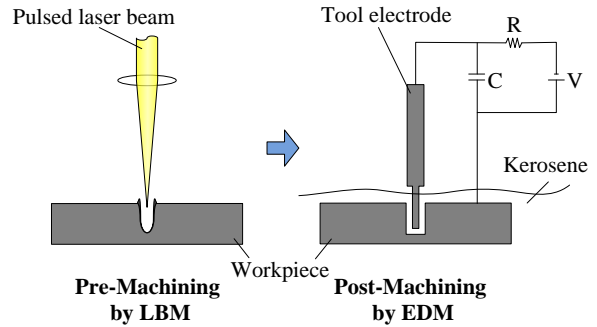 Pulsed laser beam
Tool electrode
R
C
V
Kerosene
Workpiece
Pre-Machining
by LBM
Post-Machining
by EDM